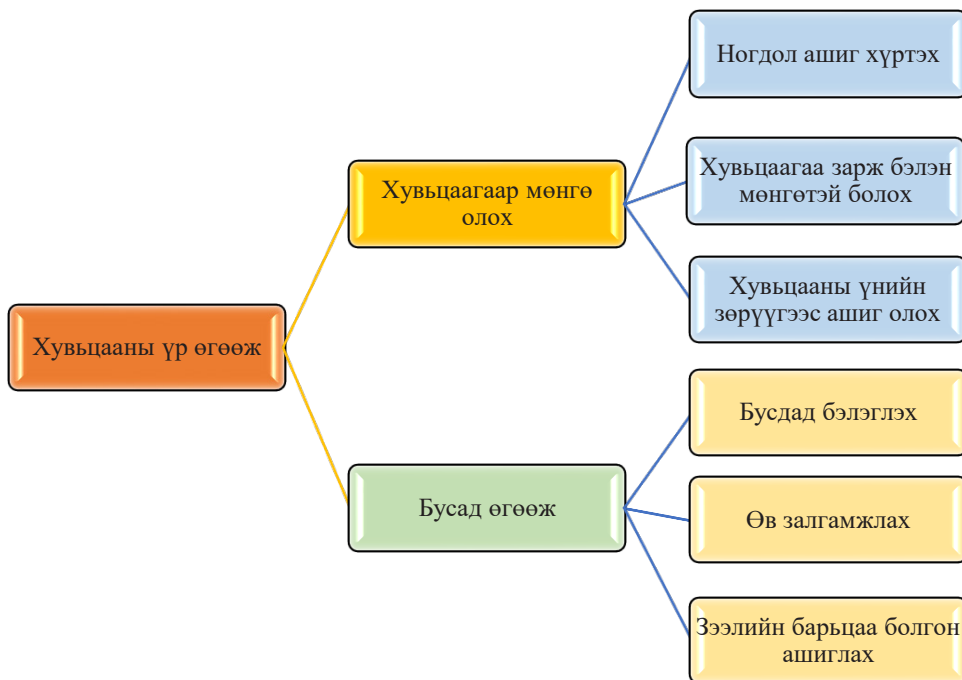 Хувьцааны үр өгөөж
Хувьцаагаар мөнгө
олох
Ногдол ашиг хүртэх
Хувьцаагаа зарж бэлэн
мөнгөтэй болох
Хувьцааны үнийн
зөрүүгээс ашиг олох
Бусад өгөөж
Бусдад бэлэглэх
Өв залгамжлах
Зээлийн барьцаа болгон
ашиглах